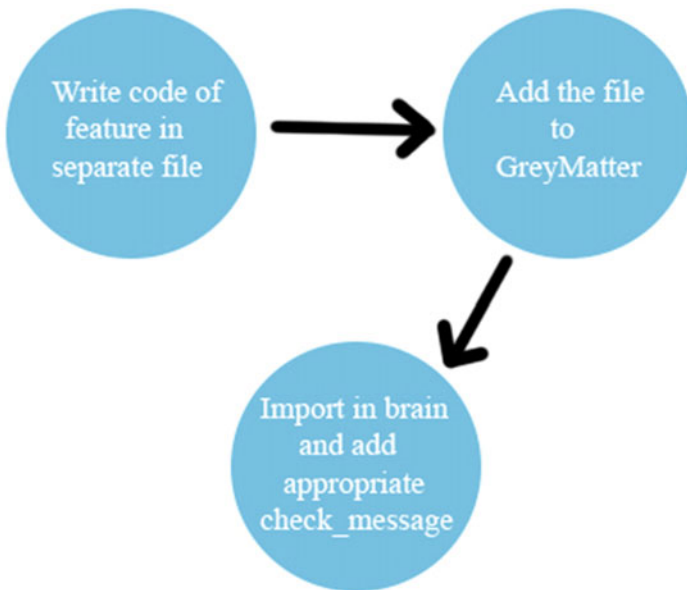 Write code of
feature in
separate file
Add the file
to
GreyMatter
Import in brain
and add
appropriate
check_message